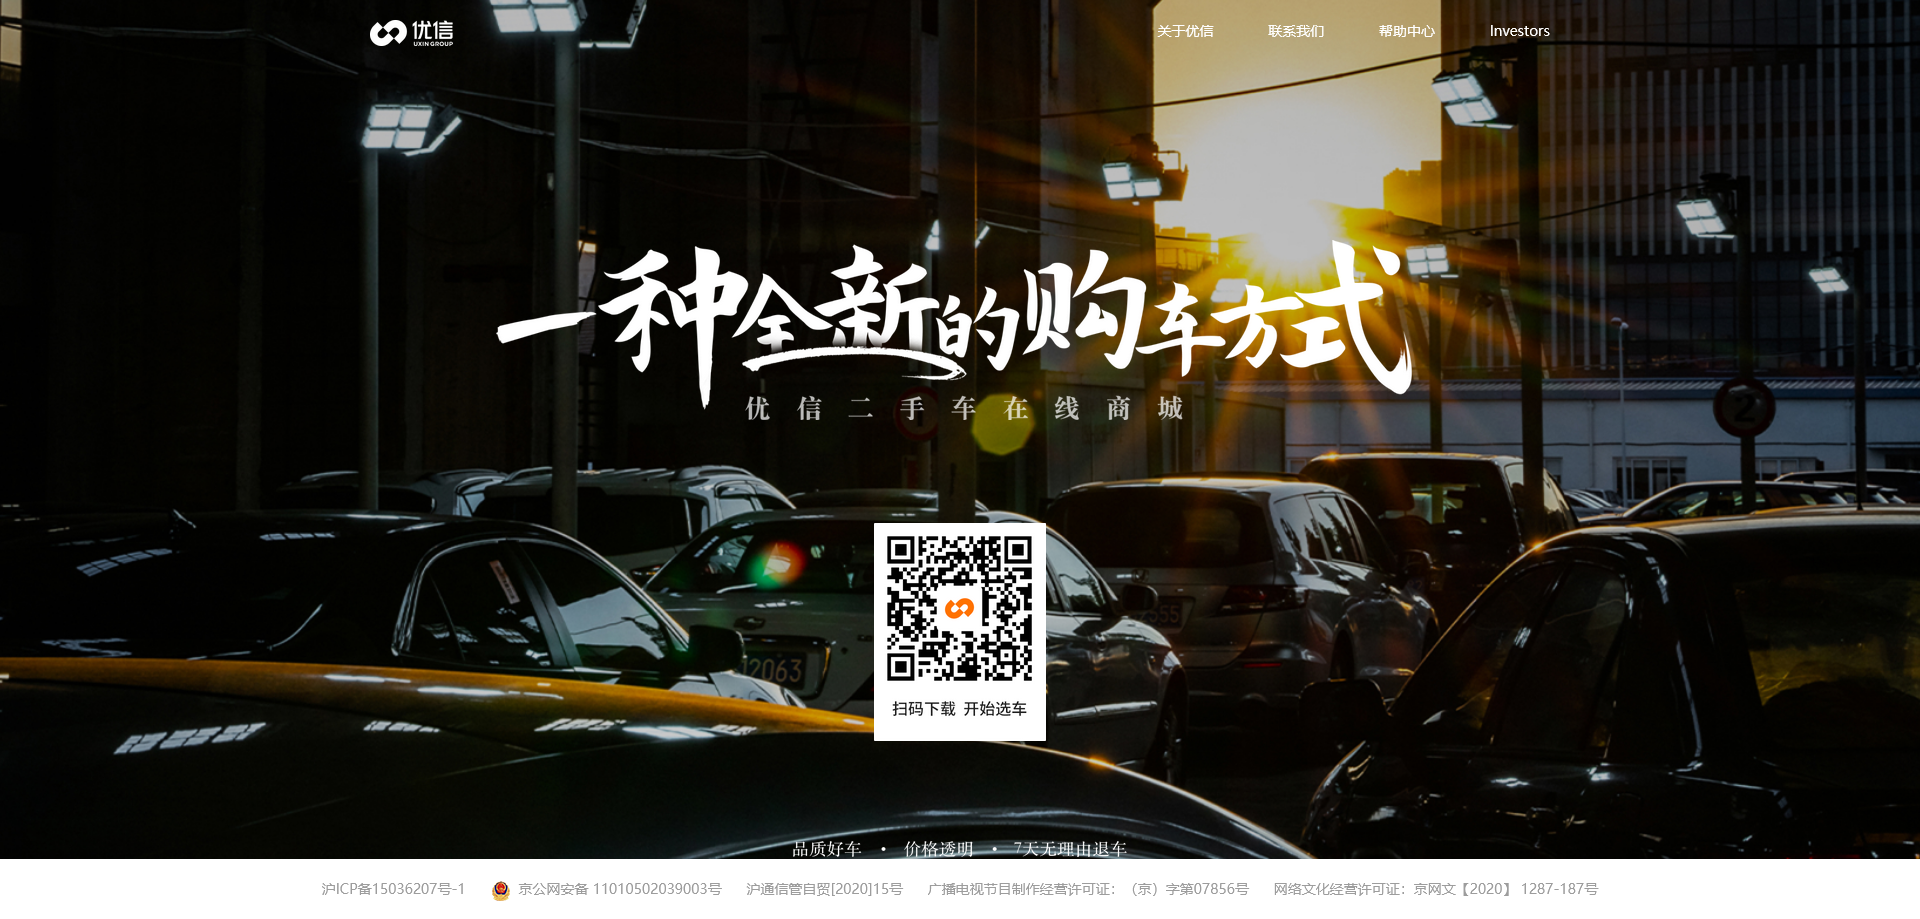 优信
UXIN GROUP
关于优信 联系我们 帮助中心 Investors
一种全新的购车方式
优信二手车在线商城
2
12063
扫码下载 开始选车
品质好车 • 价格透明 • 7天无理由退车
沪ICP备15036207号-1 京公网安备 11010502039003号 沪通信管自贸[2020]15号 广播电视节目制作经营许可证：（京）字第07856号 网络文化经营许可证：京网文【2020】 1287-187号